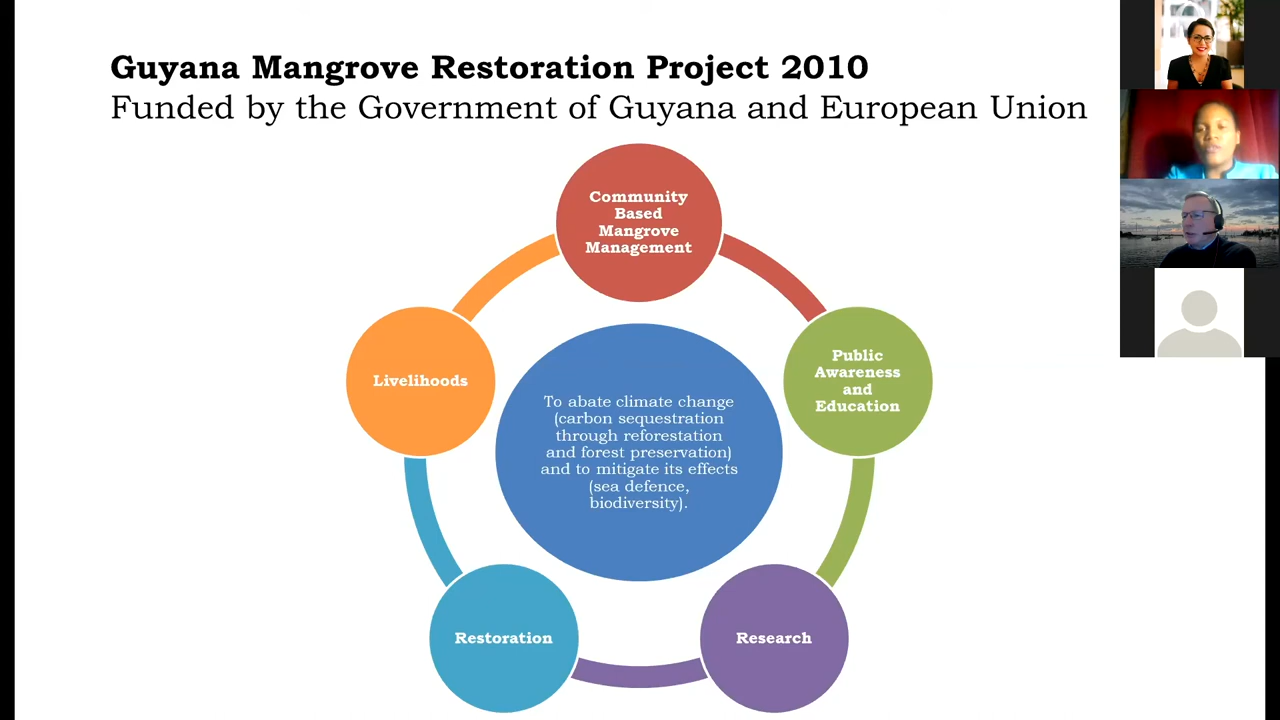 Guyana Mangrove Restoration Project 2010
Funded by the Government of Guyana and European Union
Community
Based
Mangrove
Management
Public
Awareness
and
Education
Research
Restoration
Livelihoods
To abate climate change
(carbon sequestration
through reforestation
and forest preservation)
and to mitigate its effects
(sea defence,
biodiversity).